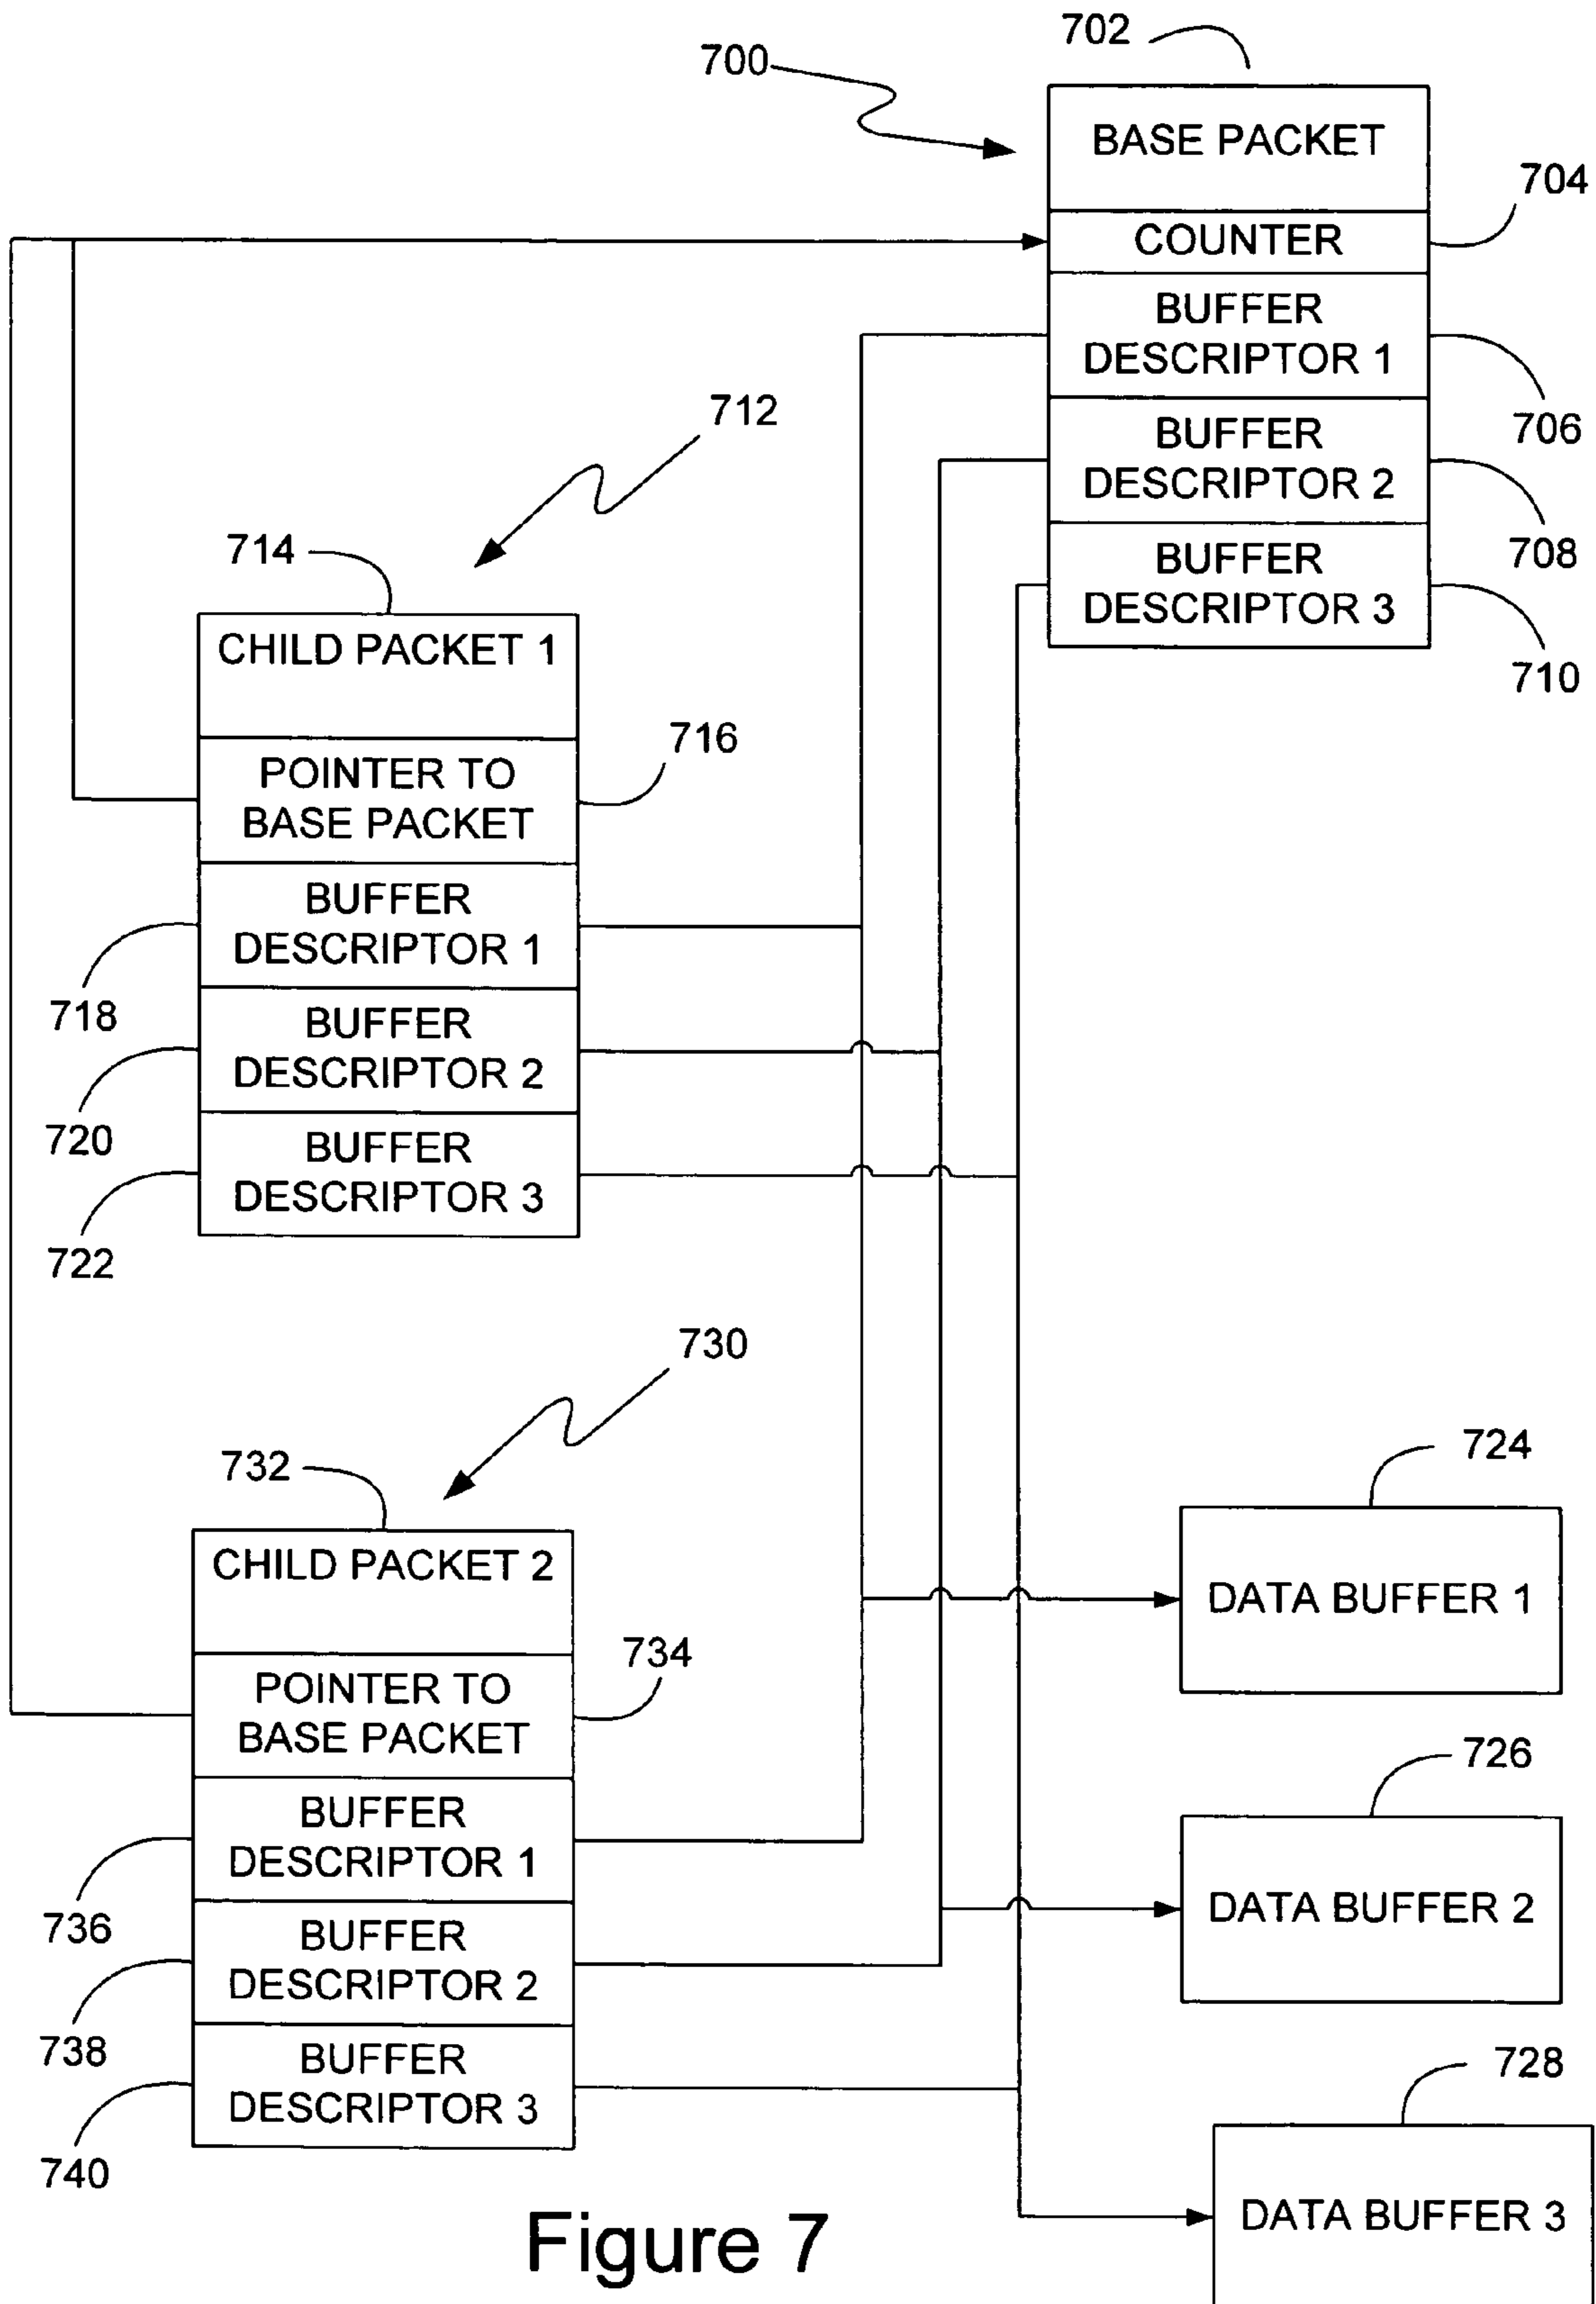 702
700
BASE PACKET
704
COUNTER
BUFFER
DESCRIPTOR 1
706
BUFFER
DESCRIPTOR 2
708
BUFFER
DESCRIPTOR 3
710
712
714
CHILD PACKET 1
716
POINTER TO
BASE PACKET
BUFFER
DESCRIPTOR 1
718
BUFFER
DESCRIPTOR 2
720
BUFFER
DESCRIPTOR 3
722
730
732
CHILD PACKET 2
734
POINTER TO
BASE PACKET
BUFFER
DESCRIPTOR 1
736
BUFFER
DESCRIPTOR 2
738
BUFFER
DESCRIPTOR 3
740
724
DATA BUFFER 1
726
DATA BUFFER 2
728
DATA BUFFER 3
Figure 7